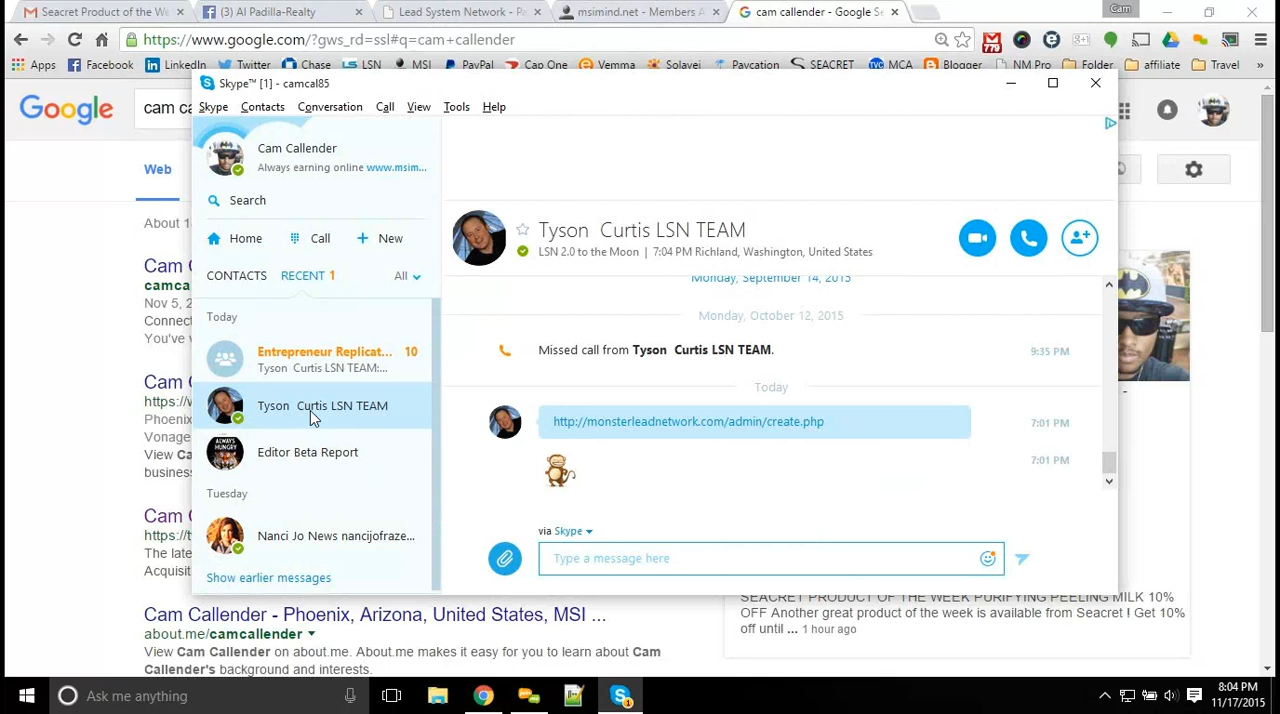 Seacret Product of the We
(3) Al Padilla-Realty
Lead System Network - Pa
msimind.net - Members A
cam callender - Google Se
Cam
https://www.google.com/?gws_rd=ssl#q=cam+callender
Apps
Facebook
LinkedIn
Twitter
Chase
LSN
MSI
PayPal
Cap One
Vemma
Solavei
Paycation
SEACRET
MCA
Blogger
NM Pro
Folder
affiliate
Travel
»
Google
cam ca
Web
About 1
Cam C
camca
Nov 5, 2
Connect
You've
Cam C
https://v
Phoenix
Vonage
View Ca
business
Cam
https://t
The late
Acquisit
Cam Callender - Phoenix, Arizona, United States, MSI ...
about.me/camcallender
View Cam Callender on about.me. About.me makes it easy for you to learn about Cam
Callender's background and interests.
SEACRET PRODUCT OF THE WEEK PURIFYING PEELING MILK 10%
OFF Another great product of the week is available from Seacret ! Get 10%
off until ... 1 hour ago
Skype™ [1] - camcal85
Skype Contacts Conversation Call View Tools Help
Cam Callender
Always earning online www.msim...
Search
Home Call New
CONTACTS RECENT 1 All
Today
Entrepreneur Replicat... 10
Tyson Curtis LSN TEAM:...
Tyson Curtis LSN TEAM
Editor Beta Report
Tuesday
Nanci Jo News nancijofraze...
Show earlier messages
Tyson Curtis LSN TEAM
LSN 2.0 to the Moon | 7:04 PM Richland, Washington, United States
Monday, September 14, 2015
Monday, October 12, 2015
Missed call from Tyson Curtis LSN TEAM. 9:35 PM
Today
http://monsterleadnetwork.com/admin/create.php 7:01 PM
7:01 PM
via Skype
Type a message here
Ask me anything
8:04 PM
11/17/2015